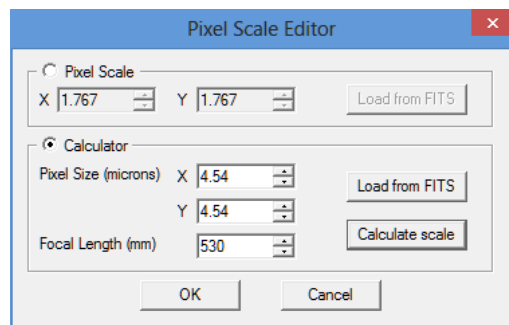 Pixel Scale Editor
Pixel Scale
X 1.767 Y 1.767 Load from FITS
Calculator
Pixel Size (microns) X 4.54
Load from FITS
Y 4.54
Calculate scale
Focal Length (mm) 530
OK Cancel